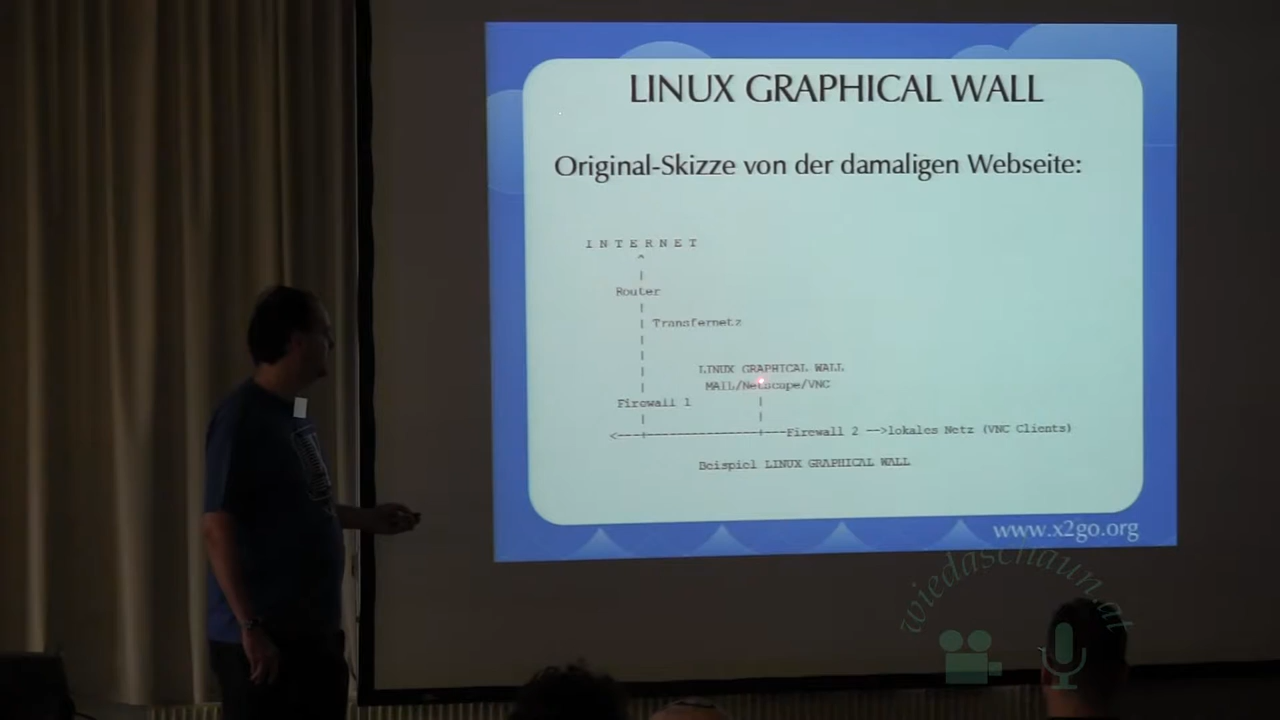 LINUX GRAPHICAL WALL
Original-Skizze von der damaligen Webseite:
I N T E R N E T
Router
Transfernetz
LINUX GRAPHICAL WALL
MAIL/Netscape/VNC
Firewall 1
<---+----------------+---Firewall 2 -->lokales Netz (VNC Clients)
Beispiel LINUX GRAPHICAL WALL
www.x2go.org
wiedaschaun.at